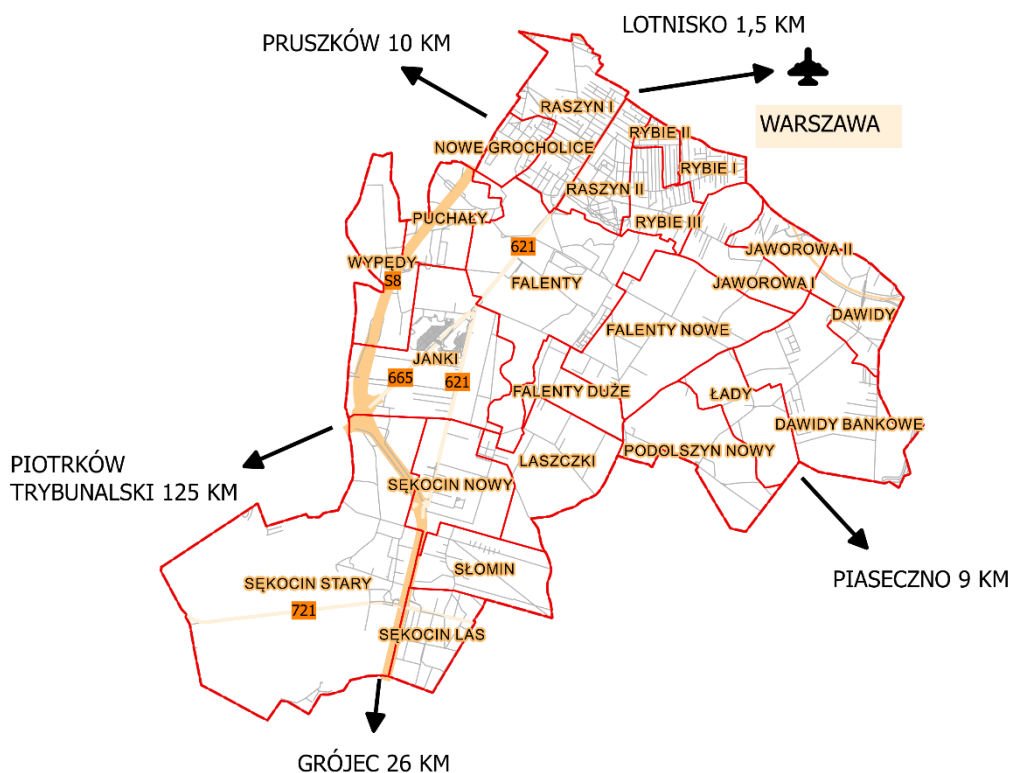 LOTNISKO 1,5 KM
PRUSZKÓW 10 KM
WARSZAWA
RASZYN I
RYBIE II
NOWE GROCHOLICE
RYBIE I
RASZYN II
PUCHAŁY
RYBIE III
621
JAWOROWA II
WYPĘDY
S8
FALENTY
JAWOROWA I
DAWIDY
FALENTY NOWE
JANKI
665
621
FALENTY DUŻE
ŁADY
DAWIDY BANKOWE
PODOLSZYN NOWY
LASZCZKI
PIOTRKÓW
TRYBUNALSKI 125 KM
SĘKOCIN NOWY
SŁOMIN
PIASECZNO 9 KM
SĘKOCIN STARY
721
SĘKOCIN LAS
GRÓJEC 26 KM